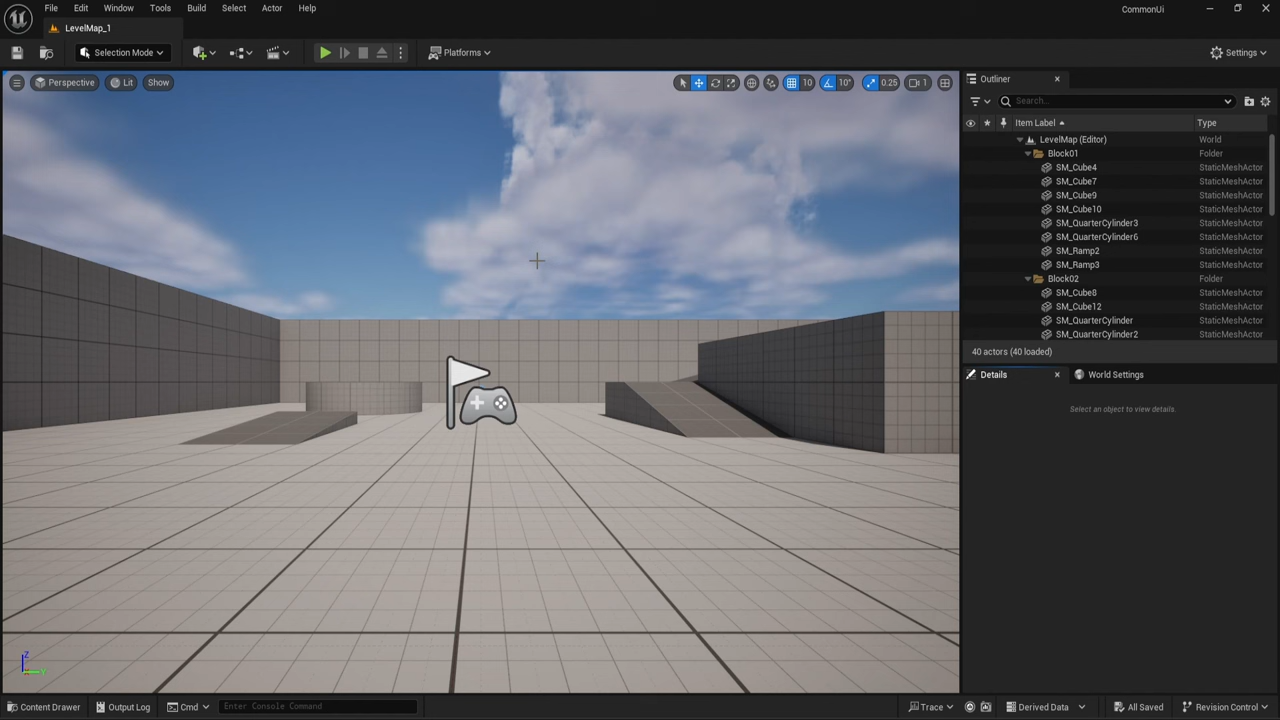 File Edit Window Tools Build Select Actor Help
CommonUi
LevelMap_1
Selection Mode
Platforms
Settings
Perspective Lit Show
10 10° 0.25 1
Outliner
Search...
Item Label Type
LevelMap (Editor) World
Block01 Folder
SM_Cube4 StaticMeshActor
SM_Cube7 StaticMeshActor
SM_Cube9 StaticMeshActor
SM_Cube10 StaticMeshActor
SM_QuarterCylinder3 StaticMeshActor
SM_QuarterCylinder6 StaticMeshActor
SM_Ramp2 StaticMeshActor
SM_Ramp3 StaticMeshActor
Block02 Folder
SM_Cube8 StaticMeshActor
SM_Cube12 StaticMeshActor
SM_QuarterCylinder StaticMeshActor
SM_QuarterCylinder2 StaticMeshActor
40 actors (40 loaded)
Details World Settings
Select an object to view details.
Z
Y
Content Drawer Output Log Cmd Enter Console Command Trace Derived Data All Saved Revision Control